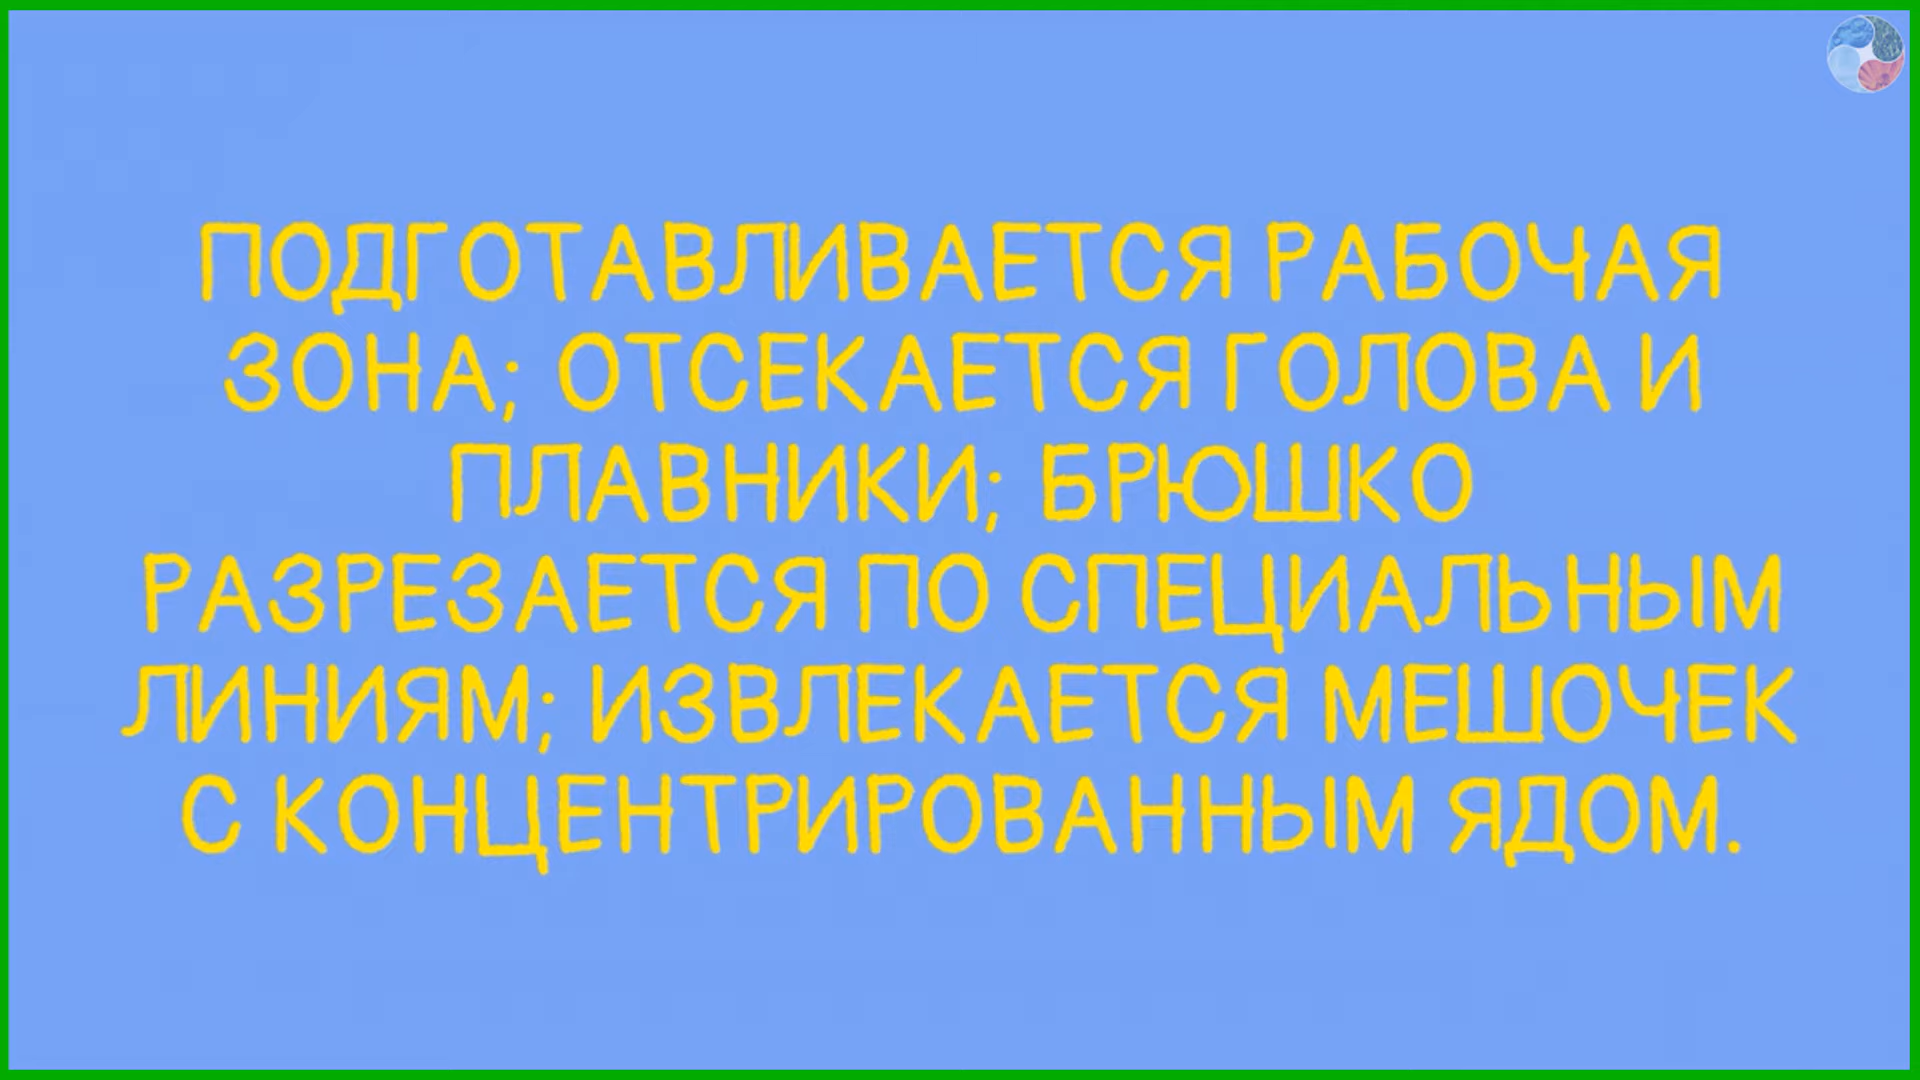 ПОДГОТАВЛИВАЕТСЯ РАБОЧАЯ
ЗОНА; ОТСЕКАЕТСЯ ГОЛОВА И
ПЛАВНИКИ; БРЮШКО
РАЗРЕЗАЕТСЯ ПО СПЕЦИАЛЬНЫМ
ЛИНИЯМ; ИЗВЛЕКАЕТСЯ МЕШОЧЕК
С КОНЦЕНТРИРОВАННЫМ ЯДОМ.